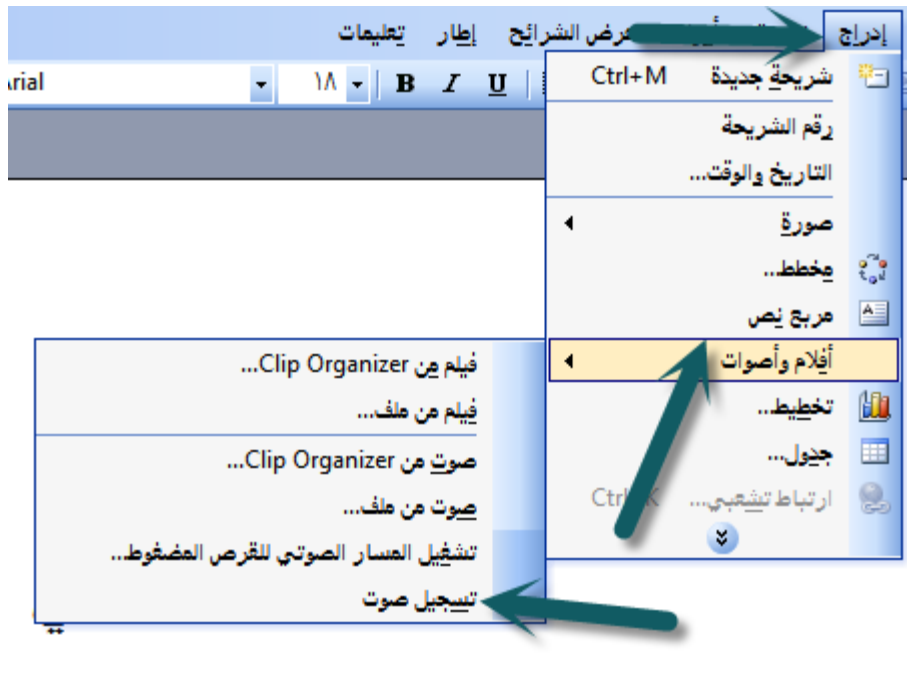 إدراج عرض الشرائح إطار تعليمات
Arial ١٨ B I U
شريحة جديدة Ctrl+M
رقم الشريحة
التاريخ والوقت...
صورة
مخطط...
مربع نص
أفلام وأصوات
تخطيط...
جدول...
ارتباط تشعبي...
فيلم من Clip Organizer...
فيلم من ملف...
صوت من Clip Organizer...
صوت من ملف...
تشغيل المسار الصوتي للقرص المضغوط...
تسجيل صوت